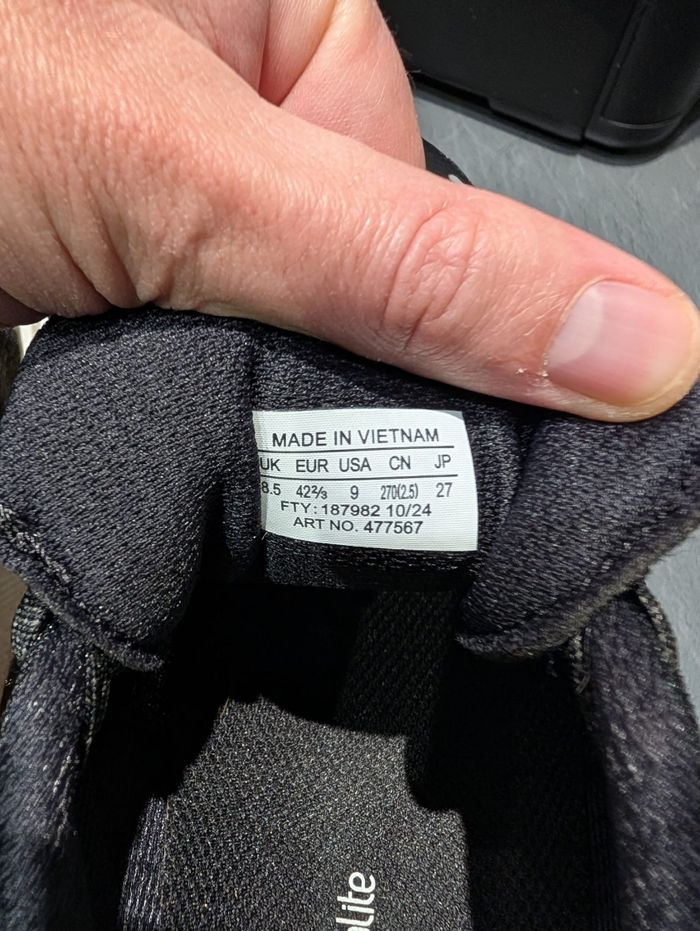 MADE IN VIETNAM
UK EUR USA CN JP
8.5 42⅔ 9 270(2.5) 27
FTY: 187982 10/24
ART NO. 477567
olite